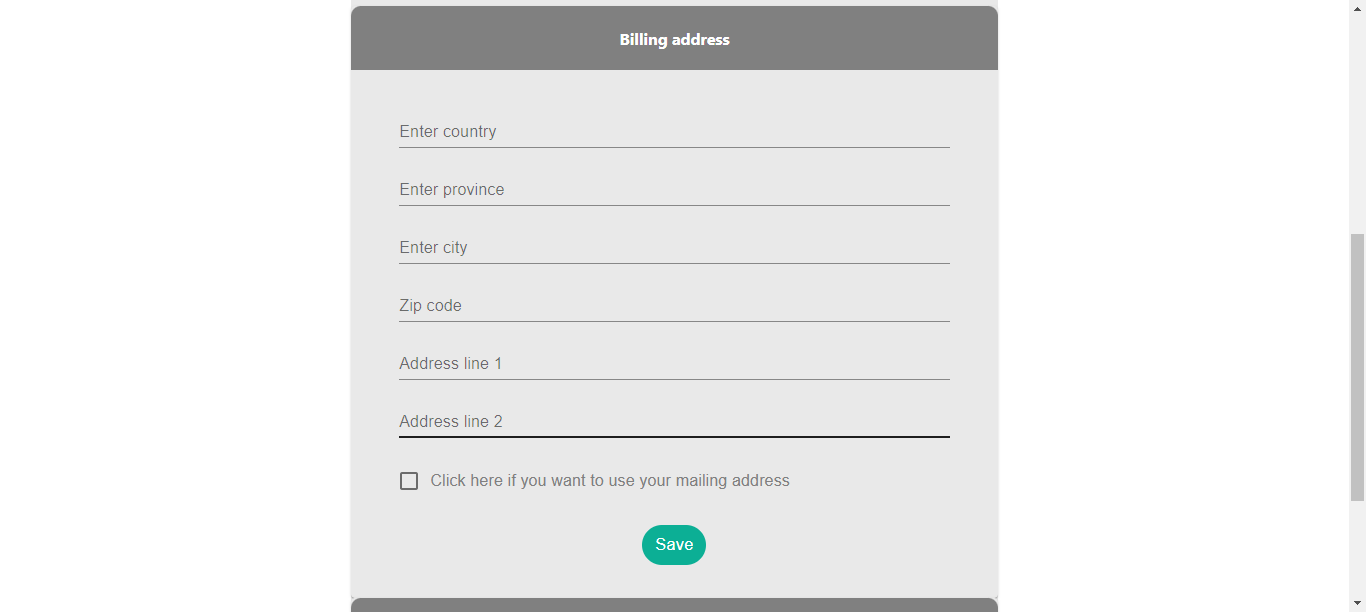 Billing address
Enter country
Enter province
Enter city
Zip code
Address line 1
Address line 2
Click here if you want to use your mailing address
Save